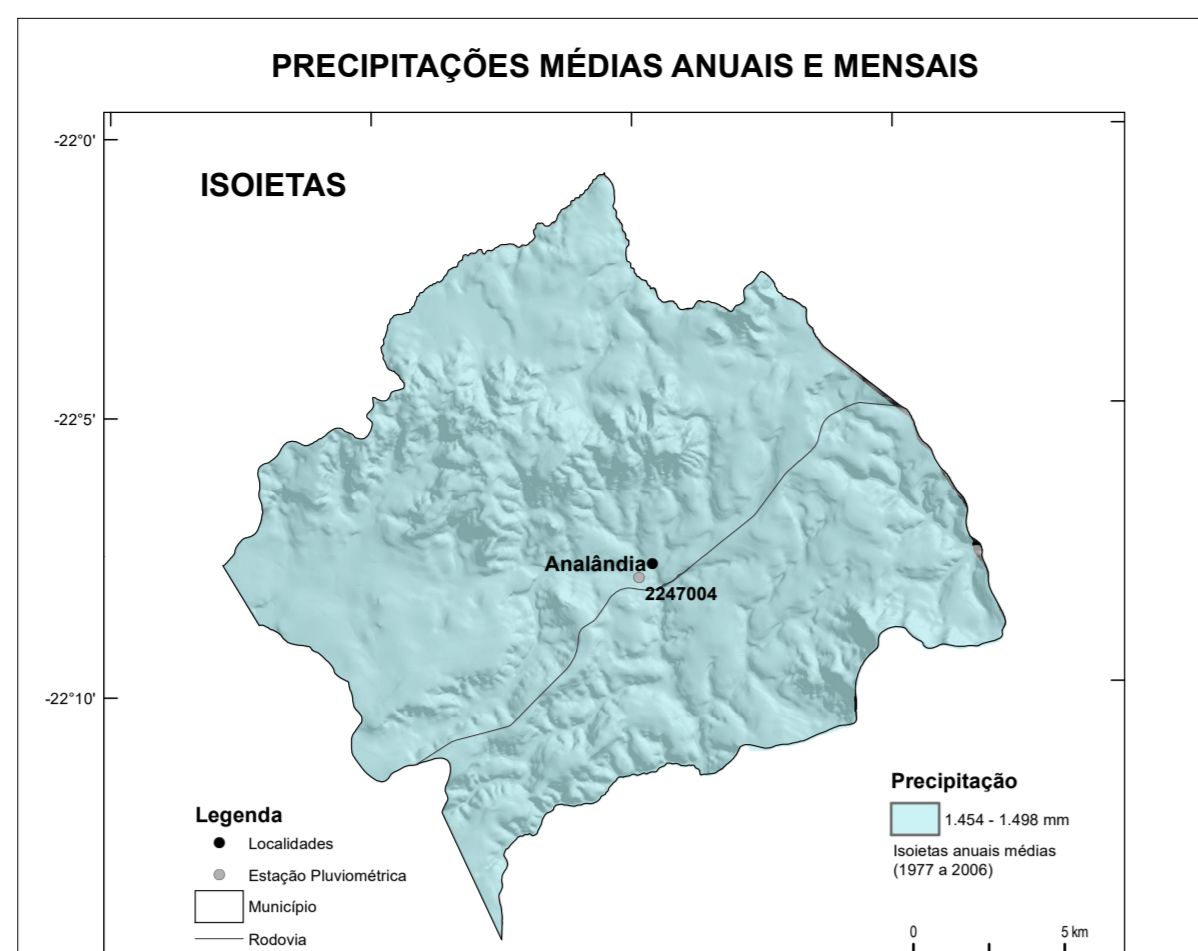 PRECIPITAÇÕES MÉDIAS ANUAIS E MENSAIS
-22°0'
ISOIETAS
-22°5'
Analândia
2247004
-22°10'
Precipitação
1.454 - 1.498 mm
Isoietas anuais médias
(1977 a 2006)
Legenda
Localidades
Estação Pluviométrica
Município
Rodovia
0 5 km